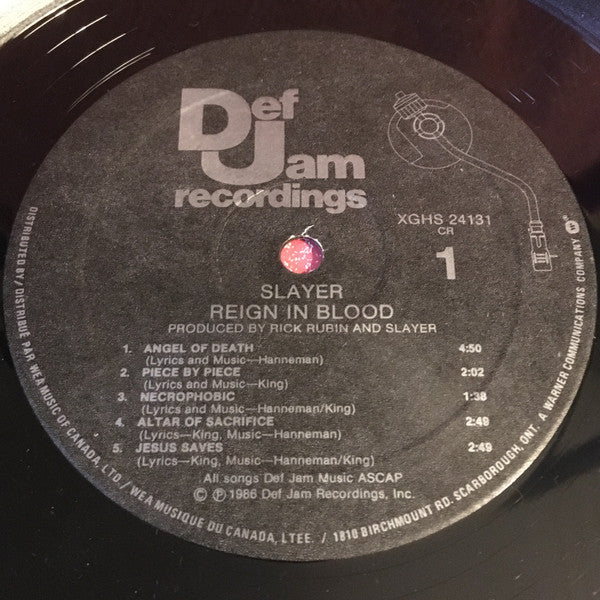 Def
Jam
recordings
XGHS 24131
CR
1
SLAYER
REIGN IN BLOOD
PRODUCED BY RICK RUBIN AND SLAYER
1. ANGEL OF DEATH 4:50
(Lyrics and Music—Hanneman)
2. PIECE BY PIECE 2:02
(Lyrics and Music—King)
3. NECROPHOBIC 1:38
(Lyrics and Music—Hanneman/King)
4. ALTAR OF SACRIFICE 2:49
(Lyrics—King, Music—Hanneman)
5. JESUS SAVES 2:49
(Lyrics—King, Music—Hanneman/King)
All songs Def Jam Music ASCAP
© ℗ 1986 Def Jam Recordings, Inc.
DISTRIBUTED BY/DISTRIBUÉ PAR WEA MUSIC OF CANADA, LTD./WEA MUSIQUE DU CANADA, LTEE. / 1810 BIRCHMOUNT RD. SCARBOROUGH, ONT. A WARNER COMMUNICATIONS COMPANY